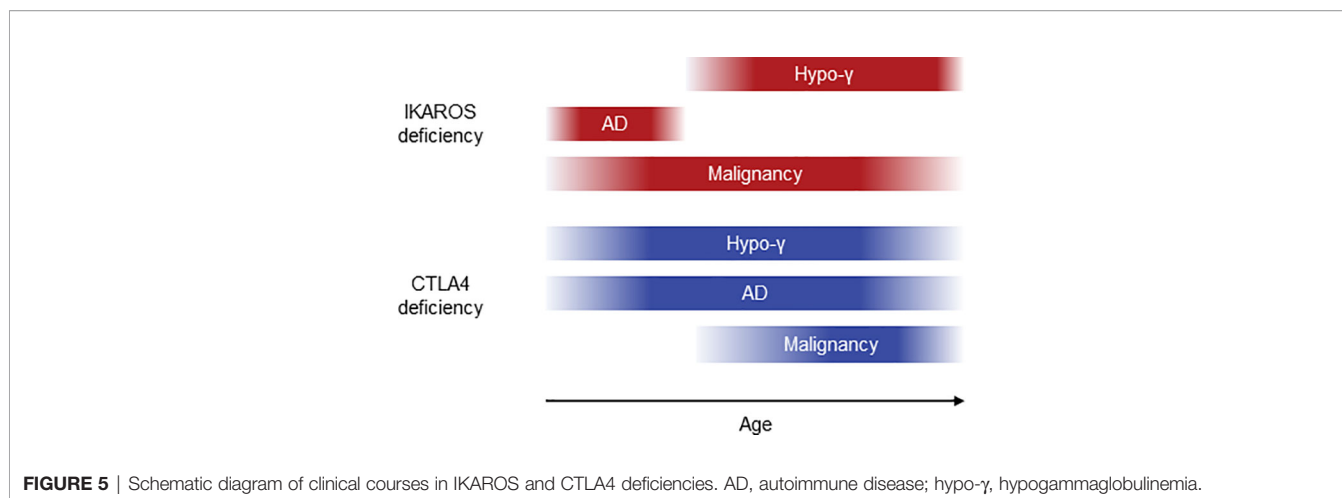 Hypo-γ
IKAROS
deficiency
AD
Malignancy
Hypo-γ
CTLA4
deficiency
AD
Malignancy
Age
FIGURE 5 | Schematic diagram of clinical courses in IKAROS and CTLA4 deficiencies. AD, autoimmune disease; hypo-γ, hypogammaglobulinemia.